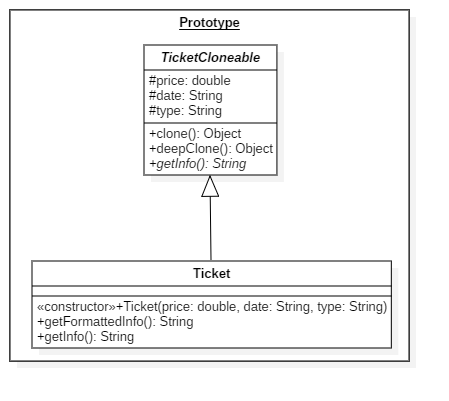 Prototype
TicketCloneable
#price: double
#date: String
#type: String
+clone(): Object
+deepClone(): Object
+getInfo(): String
Ticket
«constructor»+Ticket(price: double, date: String, type: String)
+getFormattedInfo(): String
+getInfo(): String